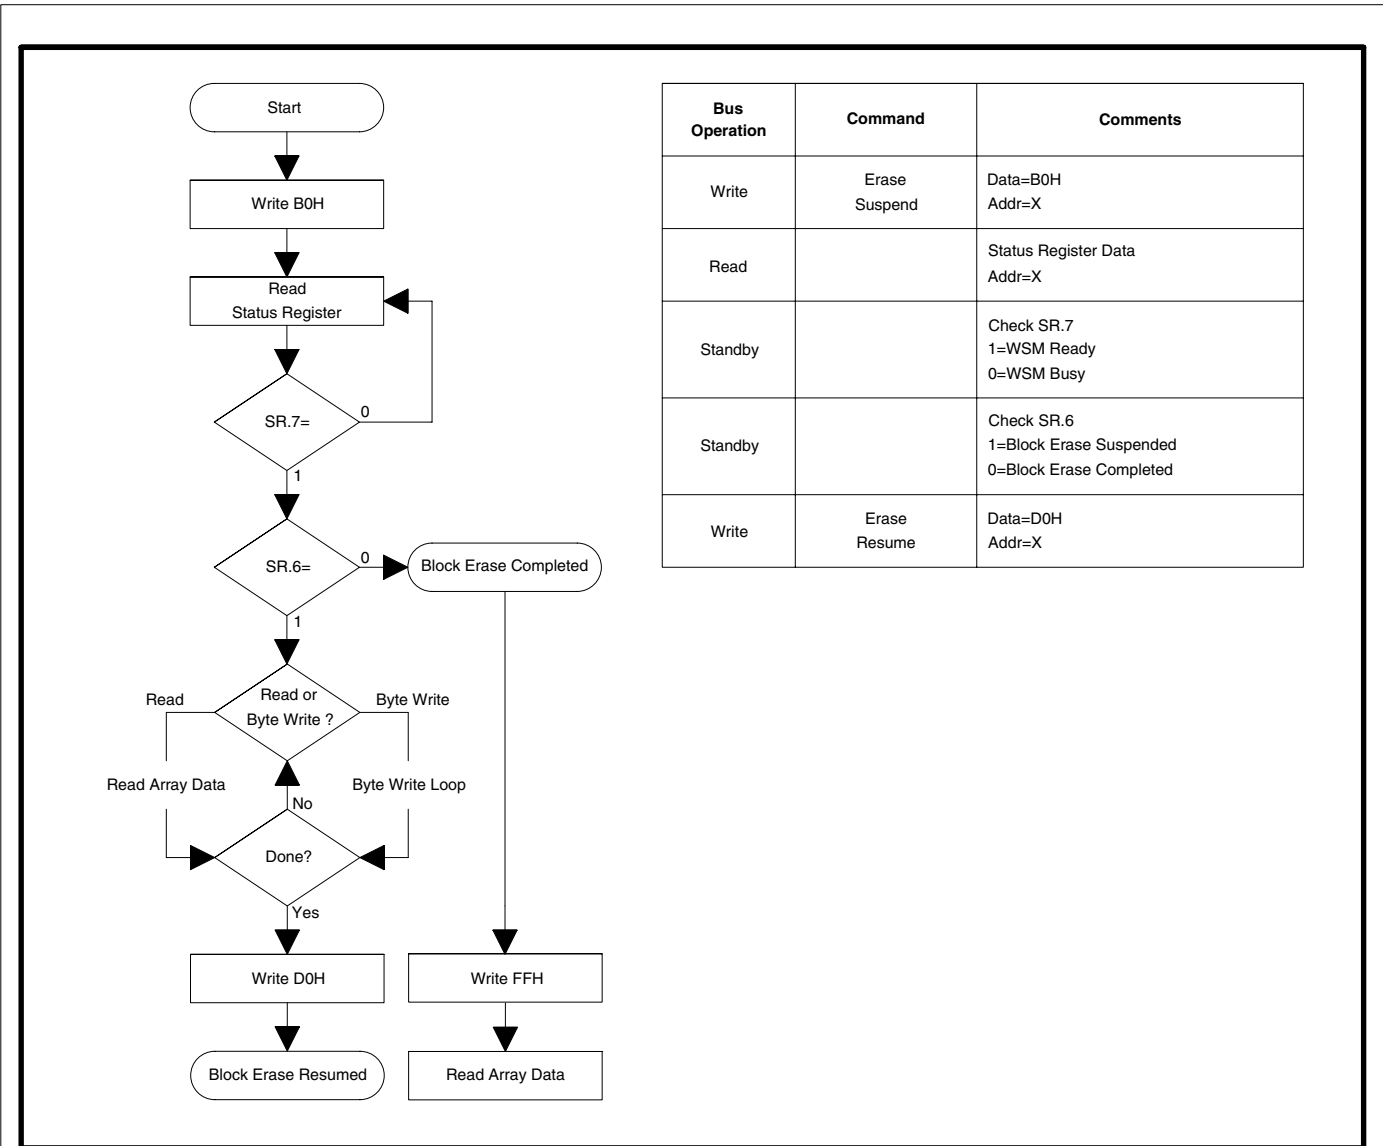 Start
Write B0H
Read
Status Register
SR.7=
0
1
SR.6=
0
Block Erase Completed
1
Read or
Byte Write ?
Read
Byte Write
Read Array Data
Byte Write Loop
No
Done?
Yes
Write D0H
Write FFH
Block Erase Resumed
Read Array Data
Bus
Operation
Command
Comments
Write
Erase
Suspend
Data=B0H
Addr=X
Read
Status Register Data
Addr=X
Standby
Check SR.7
1=WSM Ready
0=WSM Busy
Standby
Check SR.6
1=Block Erase Suspended
0=Block Erase Completed
Write
Erase
Resume
Data=D0H
Addr=X